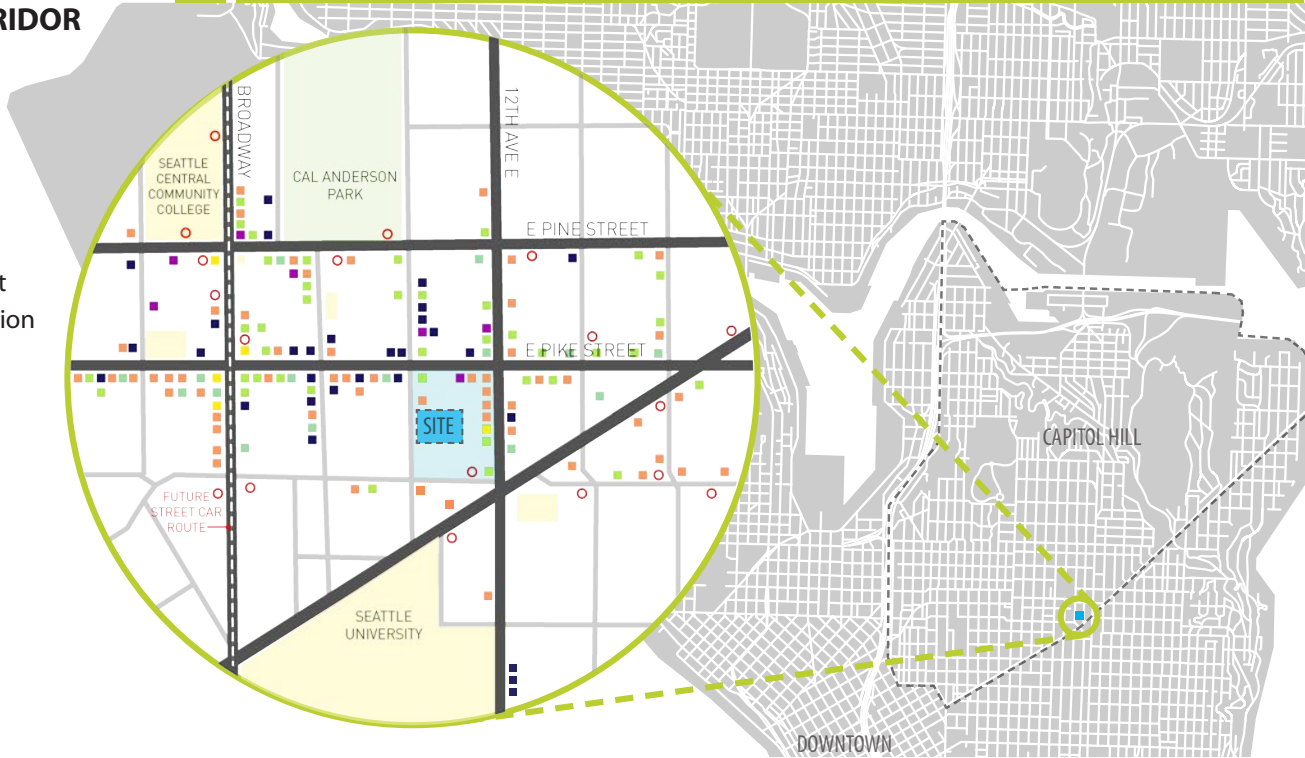 RIDOR
t
ion
BROADWAY
12TH AVE E
SEATTLE
CENTRAL
COMMUNITY
COLLEGE
CAL ANDERSON
PARK
E PINE STREET
E PIKE STREET
SITE
CAPITOL HILL
FUTURE
STREET CAR
ROUTE
SEATTLE
UNIVERSITY
DOWNTOWN